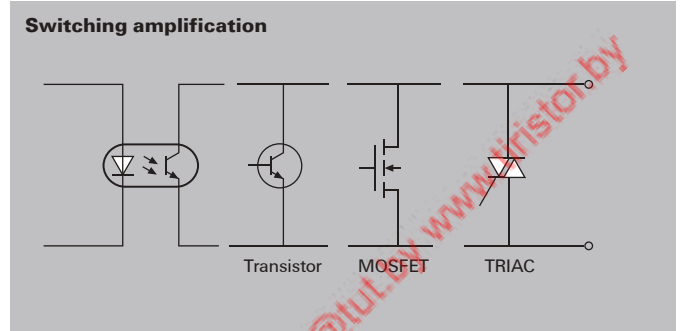 Switching amplification
Transistor
MOSFET
TRIAC
@tut.by www.tiristor.by